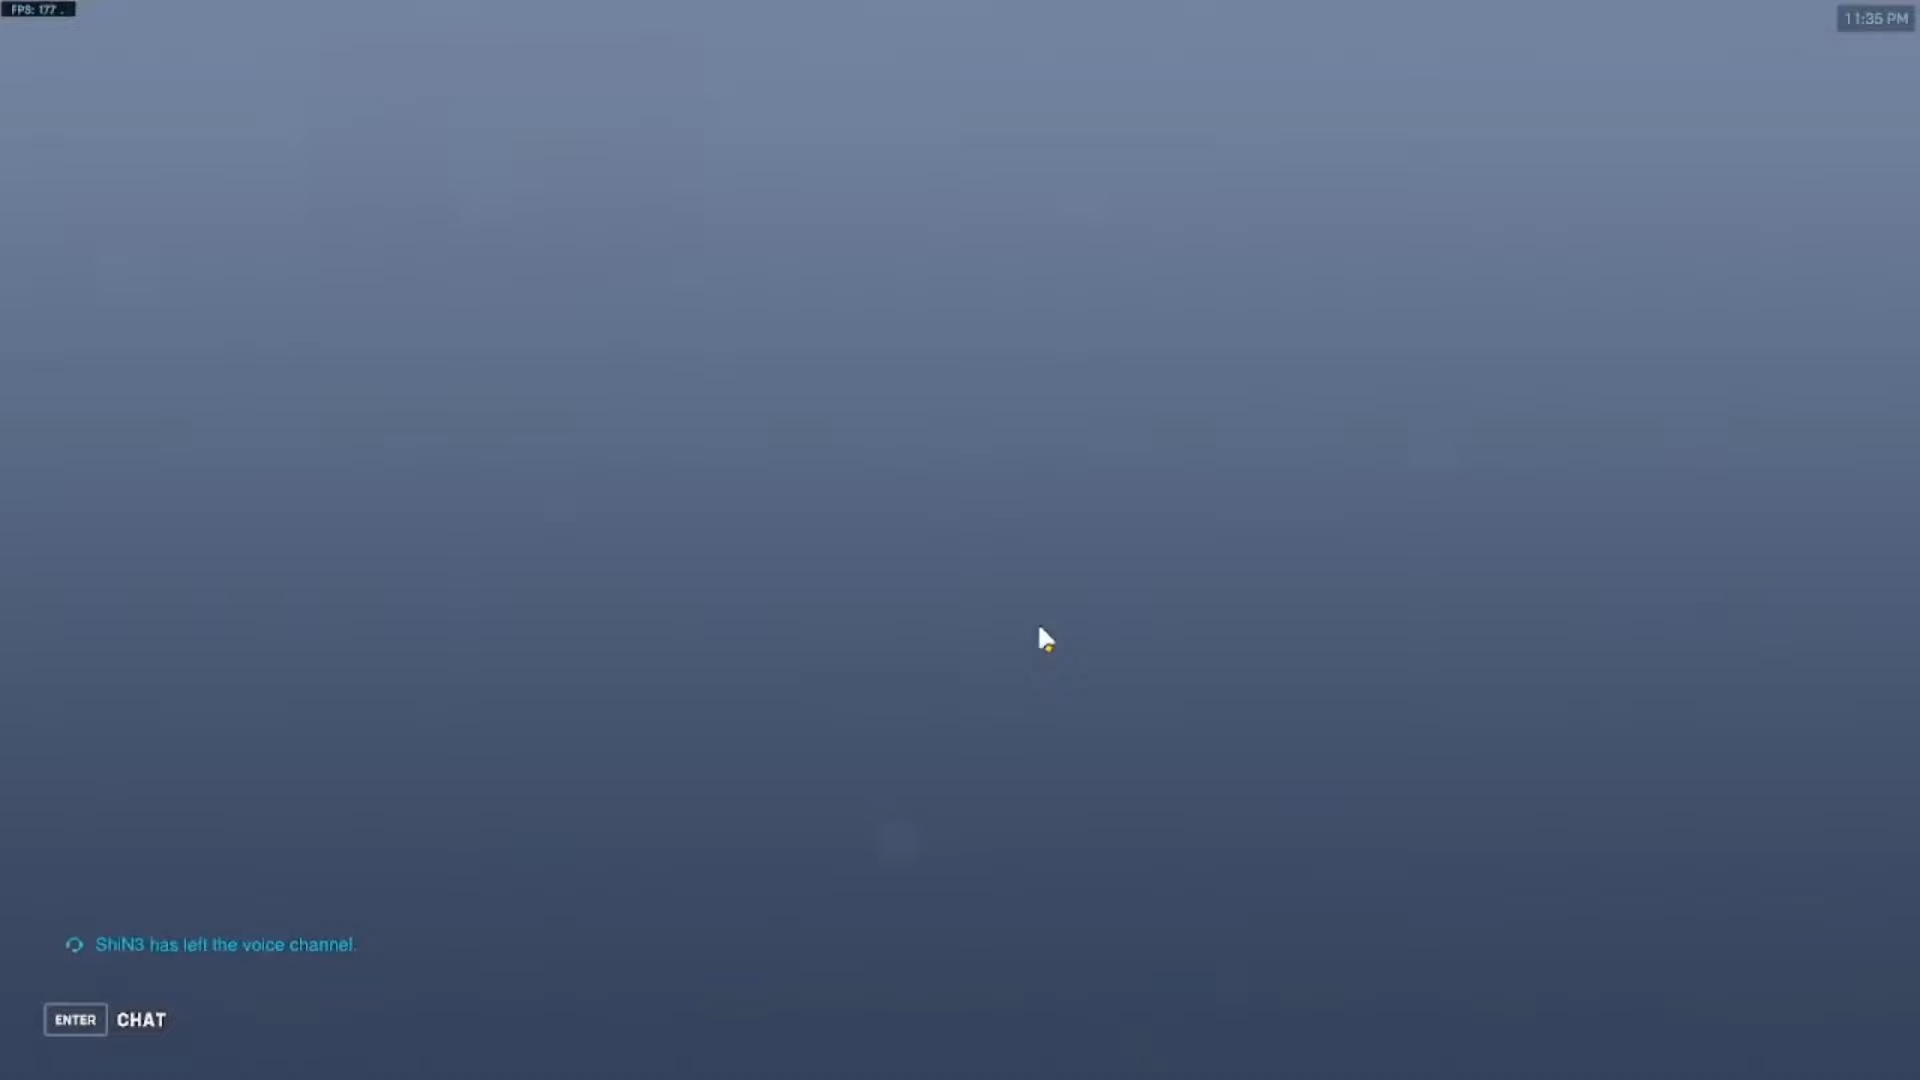 FPS: 177
11:35 PM
ShiN3 has left the voice channel.
ENTER CHAT